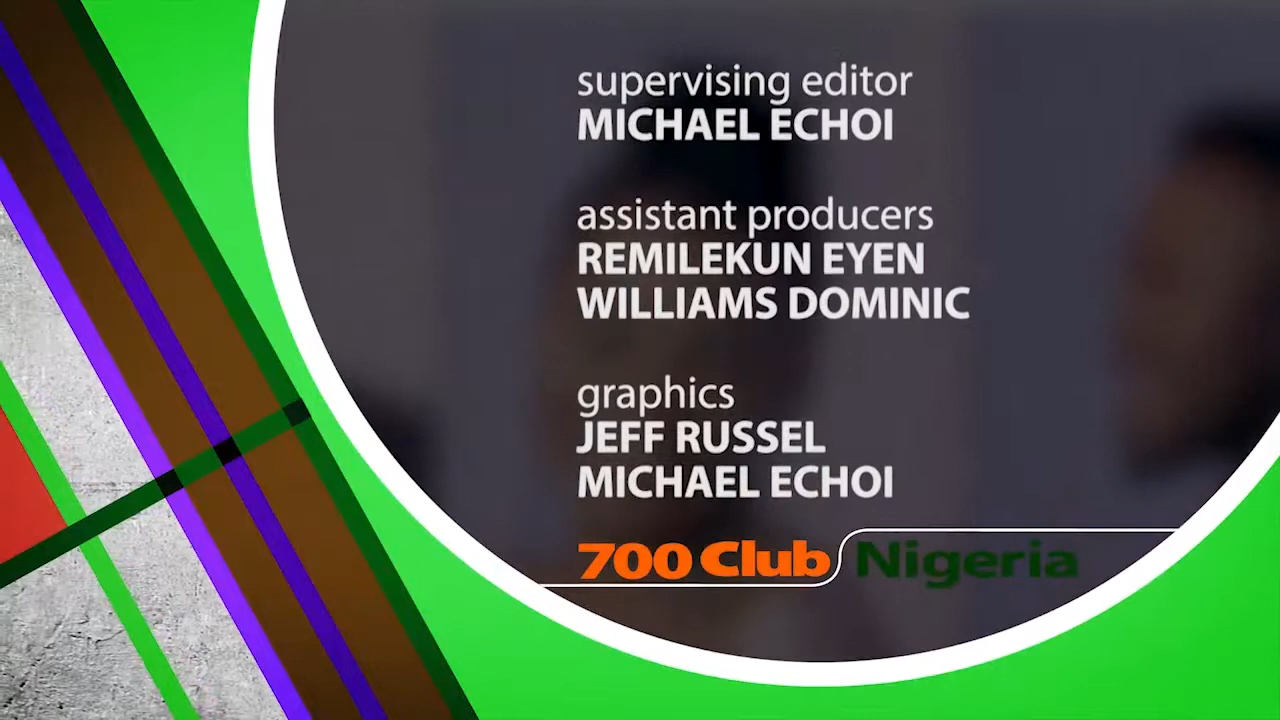 supervising editor
MICHAEL ECHOI
assistant producers
REMILEKUN EYEN
WILLIAMS DOMINIC
graphics
JEFF RUSSEL
MICHAEL ECHOI
700 Club Nigeria